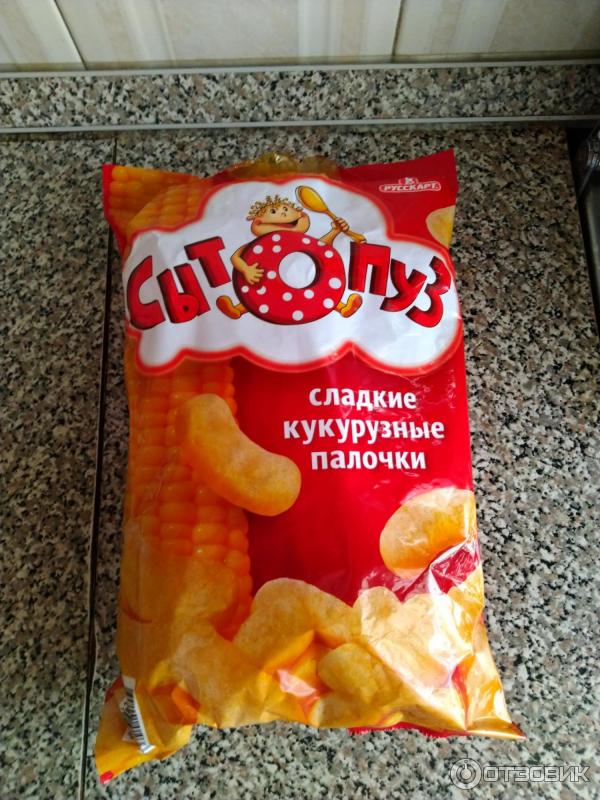 РУССКАРТ
СЫТОПУЗ
сладкие
кукурузные
палочки
ОТЗОВИК